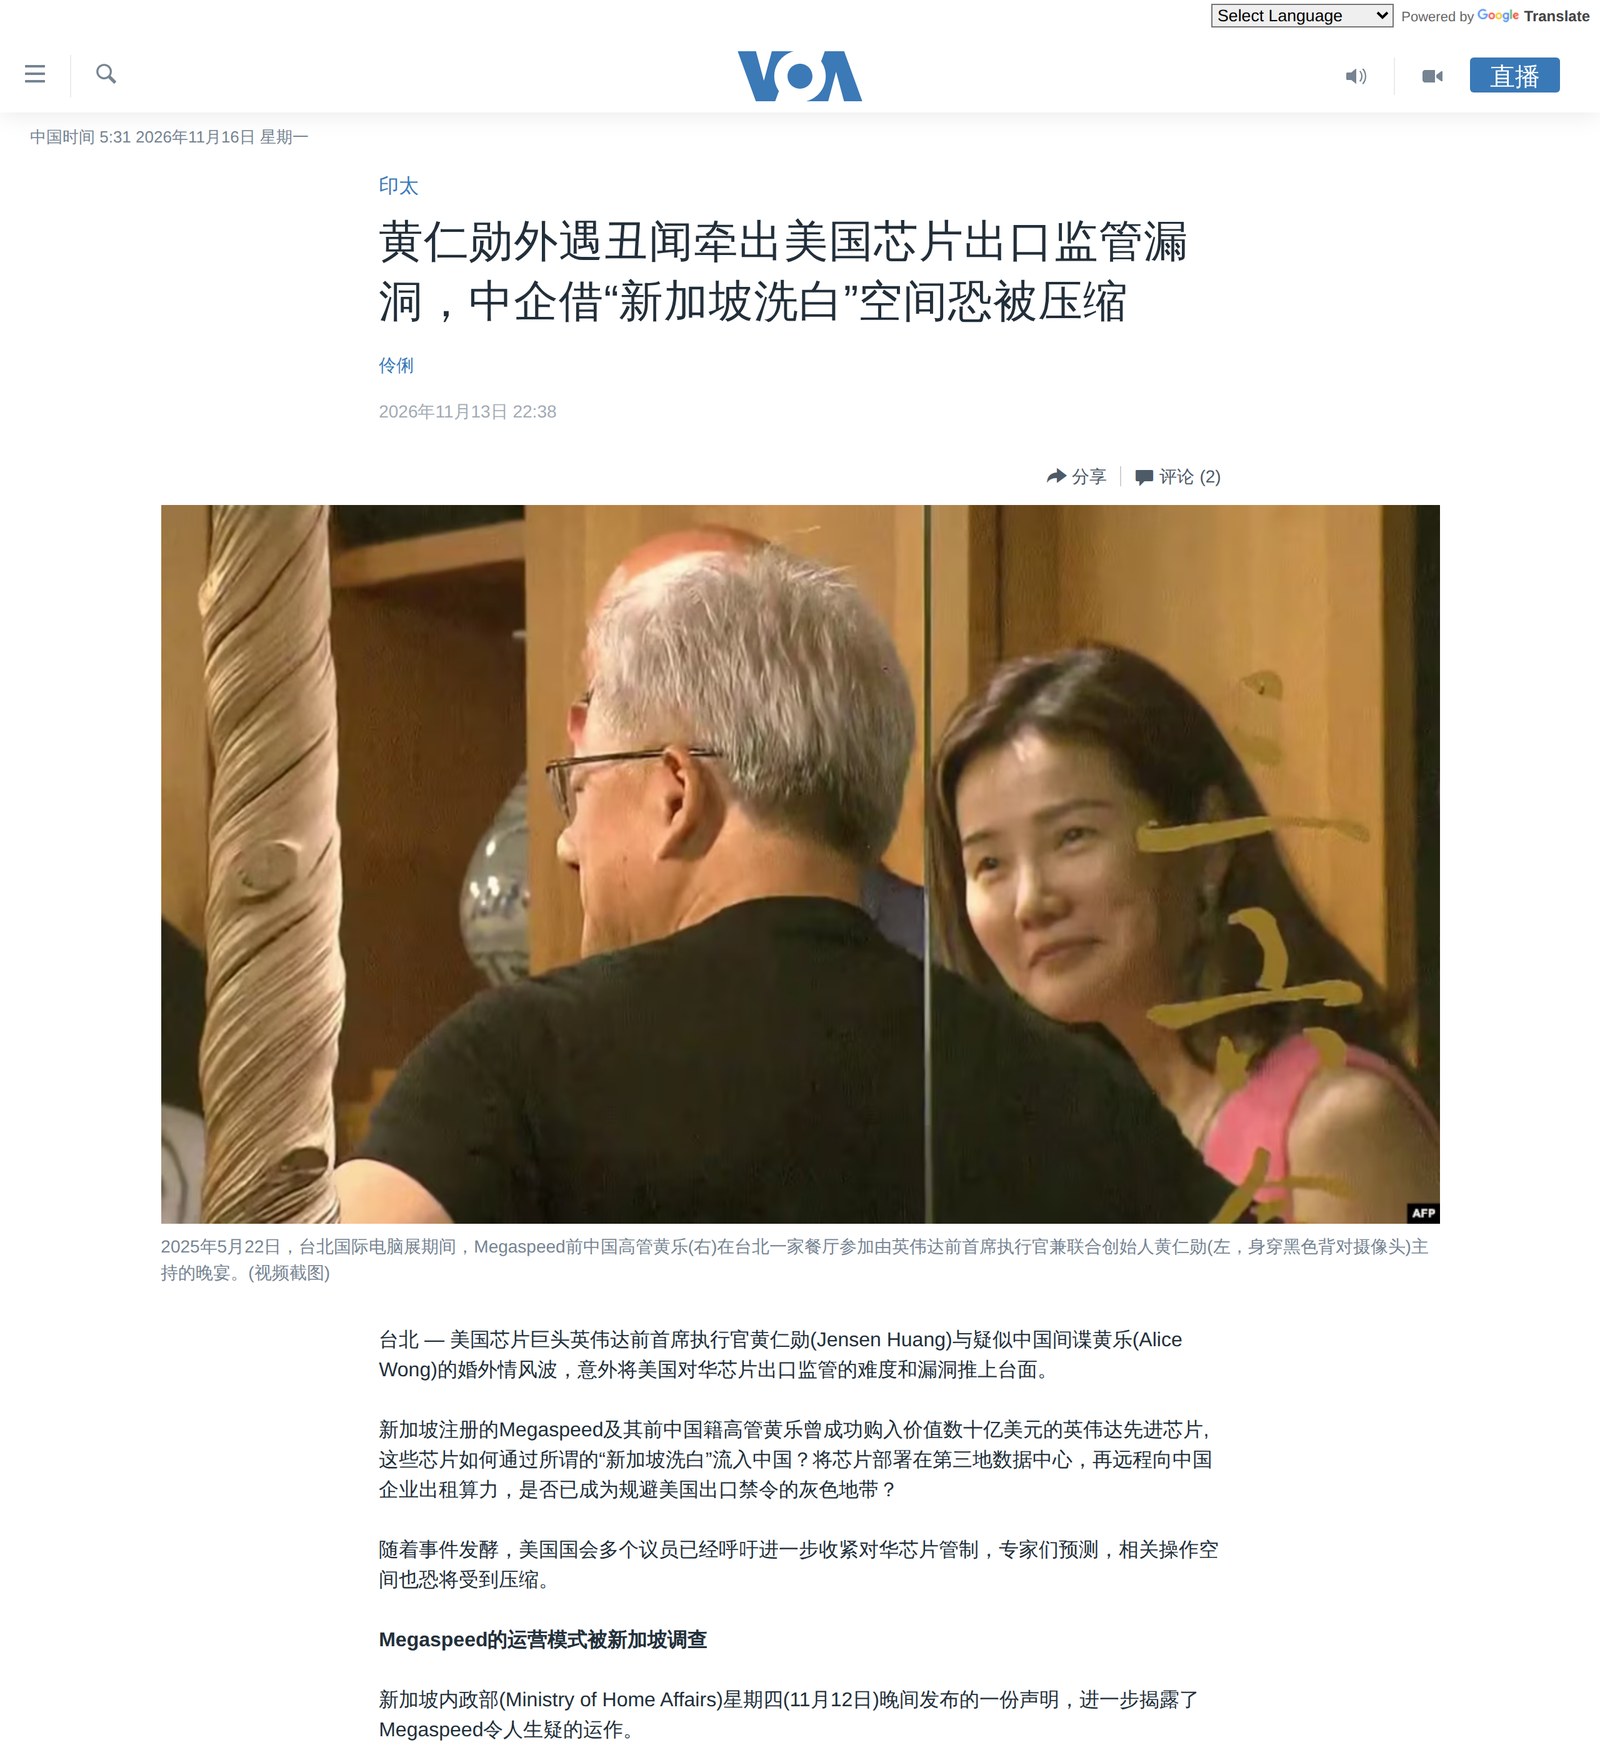 Select Language
Powered by Google Translate
VOA
直播
中国时间 5:31 2026年11月16日 星期一
印太
黄仁勋外遇丑闻牵出美国芯片出口监管漏
洞，中企借“新加坡洗白”空间恐被压缩
伶俐
2026年11月13日 22:38
分享
评论 (2)
AFP
2025年5月22日，台北国际电脑展期间，Megaspeed前中国高管黄乐(右)在台北一家餐厅参加由英伟达前首席执行官兼联合创始人黄仁勋(左，身穿黑色背对摄像头)主
持的晚宴。(视频截图)
台北 — 美国芯片巨头英伟达前首席执行官黄仁勋(Jensen Huang)与疑似中国间谍黄乐(Alice
Wong)的婚外情风波，意外将美国对华芯片出口监管的难度和漏洞推上台面。
新加坡注册的Megaspeed及其前中国籍高管黄乐曾成功购入价值数十亿美元的英伟达先进芯片,
这些芯片如何通过所谓的“新加坡洗白”流入中国？将芯片部署在第三地数据中心，再远程向中国
企业出租算力，是否已成为规避美国出口禁令的灰色地带？
随着事件发酵，美国国会多个议员已经呼吁进一步收紧对华芯片管制，专家们预测，相关操作空
间也恐将受到压缩。
Megaspeed的运营模式被新加坡调查
新加坡内政部(Ministry of Home Affairs)星期四(11月12日)晚间发布的一份声明，进一步揭露了
Megaspeed令人生疑的运作。